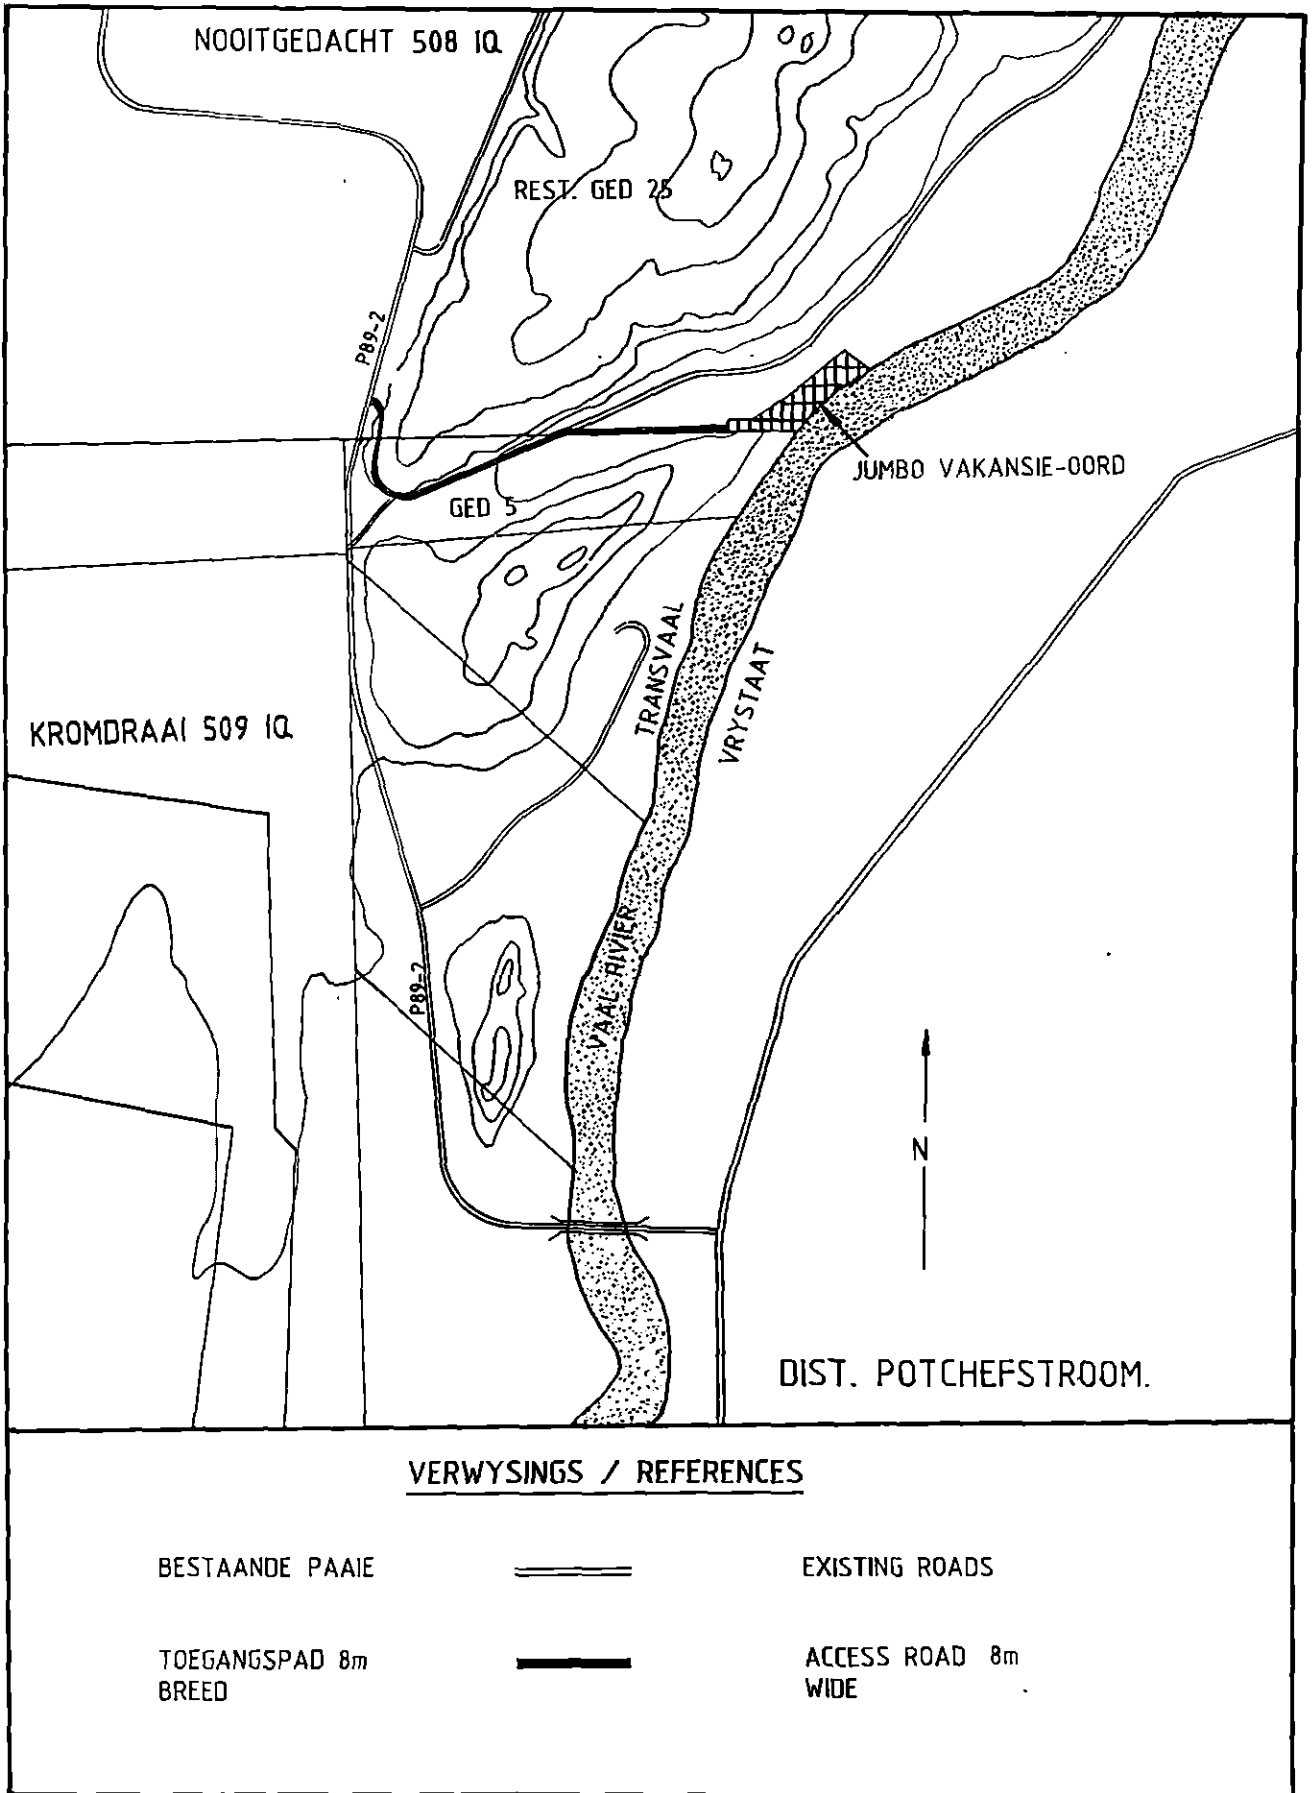 NOOITGEDACHT 508 IQ
REST. GED 25
P89-2
JUMBO VAKANSIE-OORD
GED 5
TRANSVAAL
VRYSTAAT
KROMDRAAI 509 IQ
VAAL RIVIER
P89-2
N
DIST. POTCHEFSTROOM.
VERWYSINGS / REFERENCES
BESTAANDE PAAIE
EXISTING ROADS
TOEGANGSPAD 8m
BREED
ACCESS ROAD 8m
WIDE